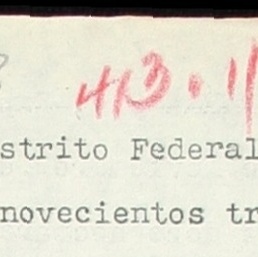 413.1/
strito Federal
novecientos tr